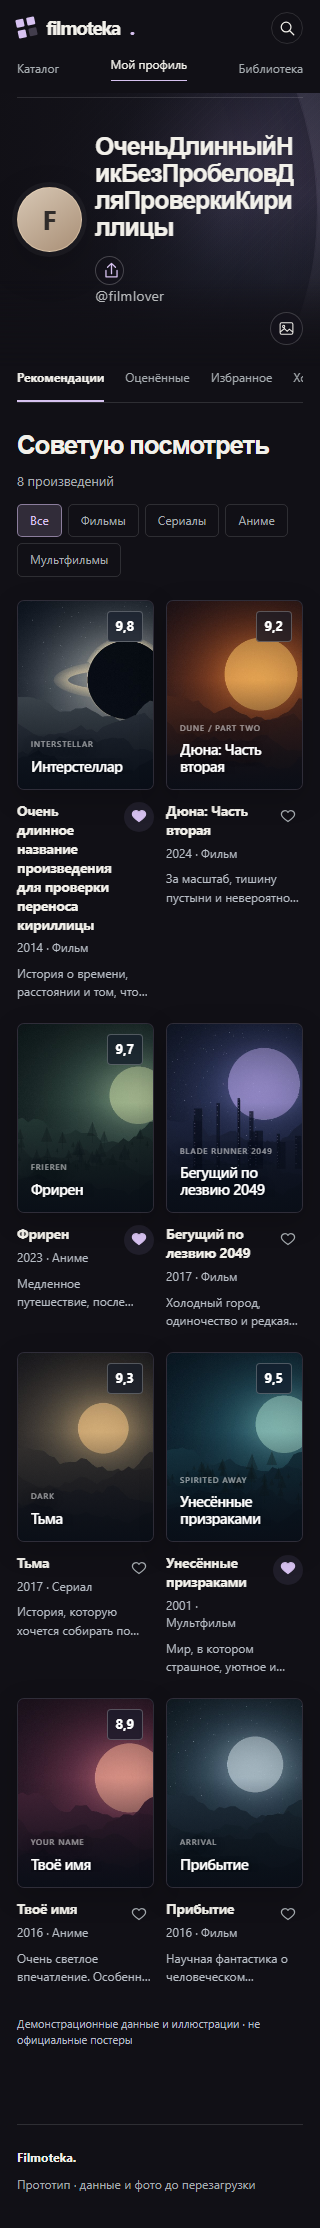 filmoteka.
Каталог
Мой профиль
Библиотека
ОченьДлинныйН
икБезПробеловД
ляПроверкиКири
ллицы
F
@filmlover
Рекомендации
Оценённые
Избранное
Советую посмотреть
8 произведений
Все
Фильмы
Сериалы
Аниме
Мультфильмы
9,8
INTERSTELLAR
Интерстеллар
9,2
DUNE / PART TWO
Дюна: Часть
вторая
Очень
длинное
название
произведения
для проверки
переноса
кириллицы
2014 · Фильм
История о времени,
расстоянии и том, что...
Дюна: Часть
вторая
2024 · Фильм
За масштаб, тишину
пустыни и невероятно...
9,7
FRIEREN
Фрирен
BLADE RUNNER 2049
Бегущий по
лезвию 2049
Фрирен
2023 · Аниме
Медленное
путешествие, после...
Бегущий по
лезвию 2049
2017 · Фильм
Холодный город,
одиночество и редкая...
9,3
DARK
Тьма
9,5
SPIRITED AWAY
Унесённые
призраками
Тьма
2017 · Сериал
История, которую
хочется собирать по...
Унесённые
призраками
2001 ·
Мультфильм
Мир, в котором
страшное, уютное и...
8,9
YOUR NAME
Твоё имя
ARRIVAL
Прибытие
Твоё имя
2016 · Аниме
Очень светлое
впечатление. Особенн...
Прибытие
2016 · Фильм
Научная фантастика о
человеческом...
Демонстрационные данные и иллюстрации · не
официальные постеры
Filmoteka.
Прототип · данные и фото до перезагрузки